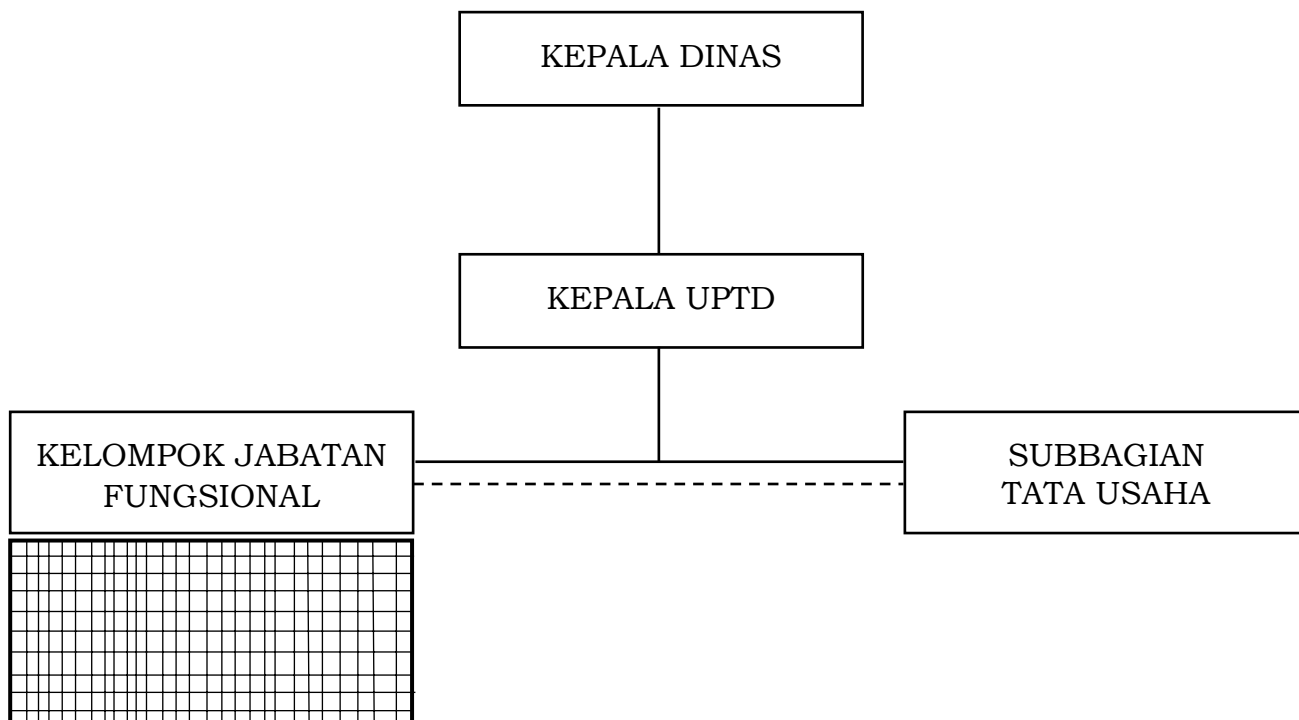 KEPALA DINAS
KEPALA UPTD
KELOMPOK JABATAN
FUNGSIONAL
SUBBAGIAN
TATA USAHA